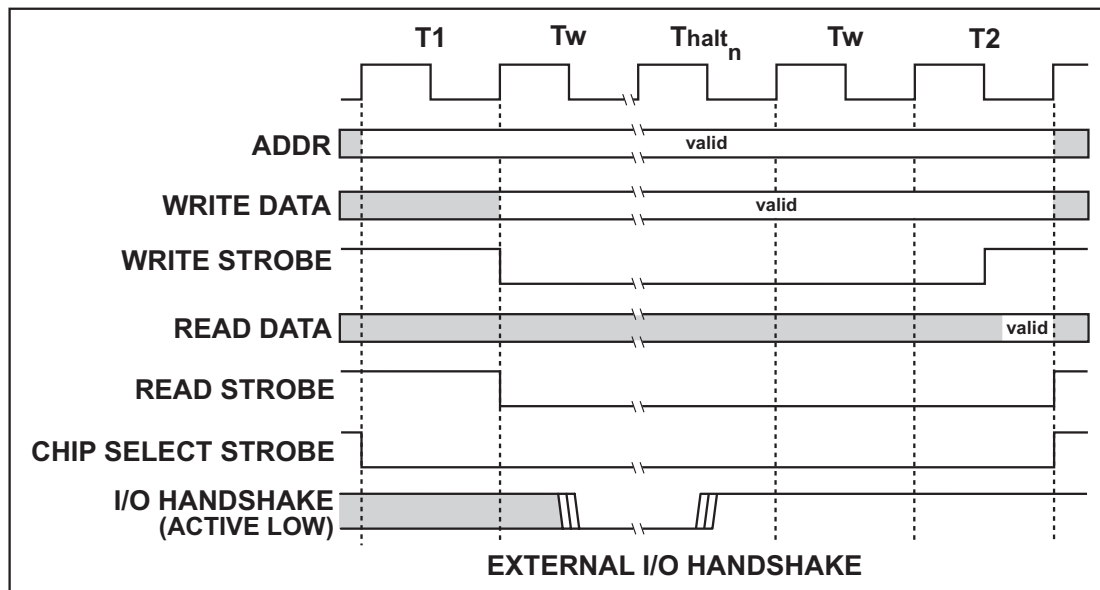 T1 Tw Thaltn Tw T2
ADDR valid
WRITE DATA valid
WRITE STROBE
READ DATA valid
READ STROBE
CHIP SELECT STROBE
I/O HANDSHAKE
(ACTIVE LOW)
EXTERNAL I/O HANDSHAKE